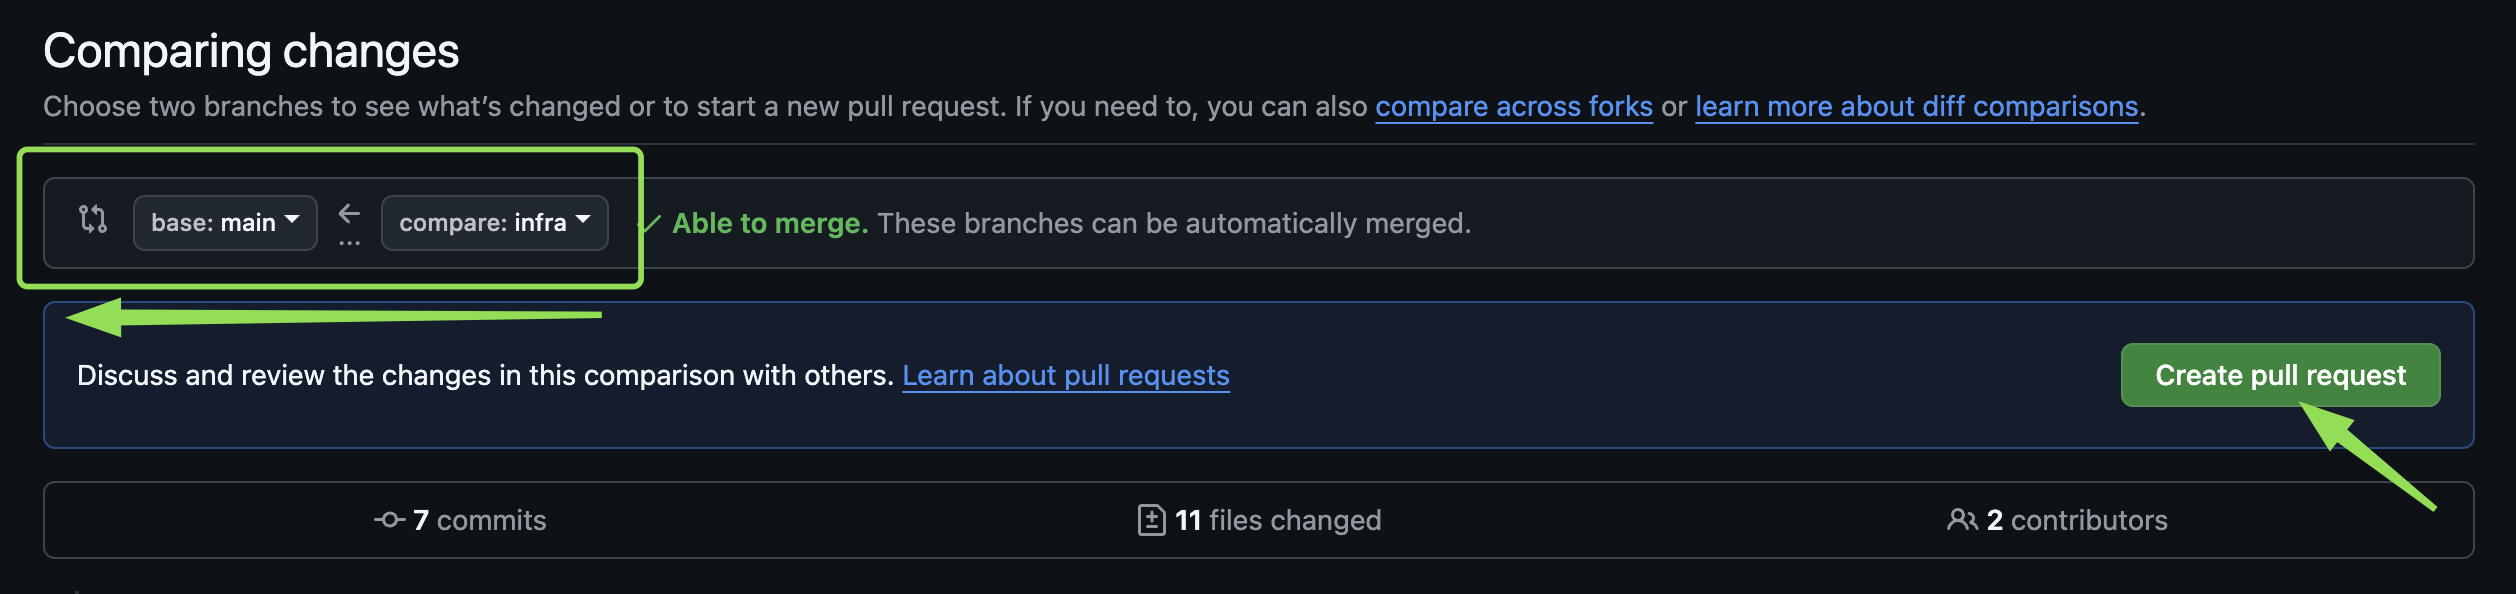 Comparing changes
Choose two branches to see what’s changed or to start a new pull request. If you need to, you can also compare across forks or learn more about diff comparisons.
base: main ... compare: infra Able to merge. These branches can be automatically merged.
Discuss and review the changes in this comparison with others. Learn about pull requests
Create pull request
7 commits
11 files changed
2 contributors